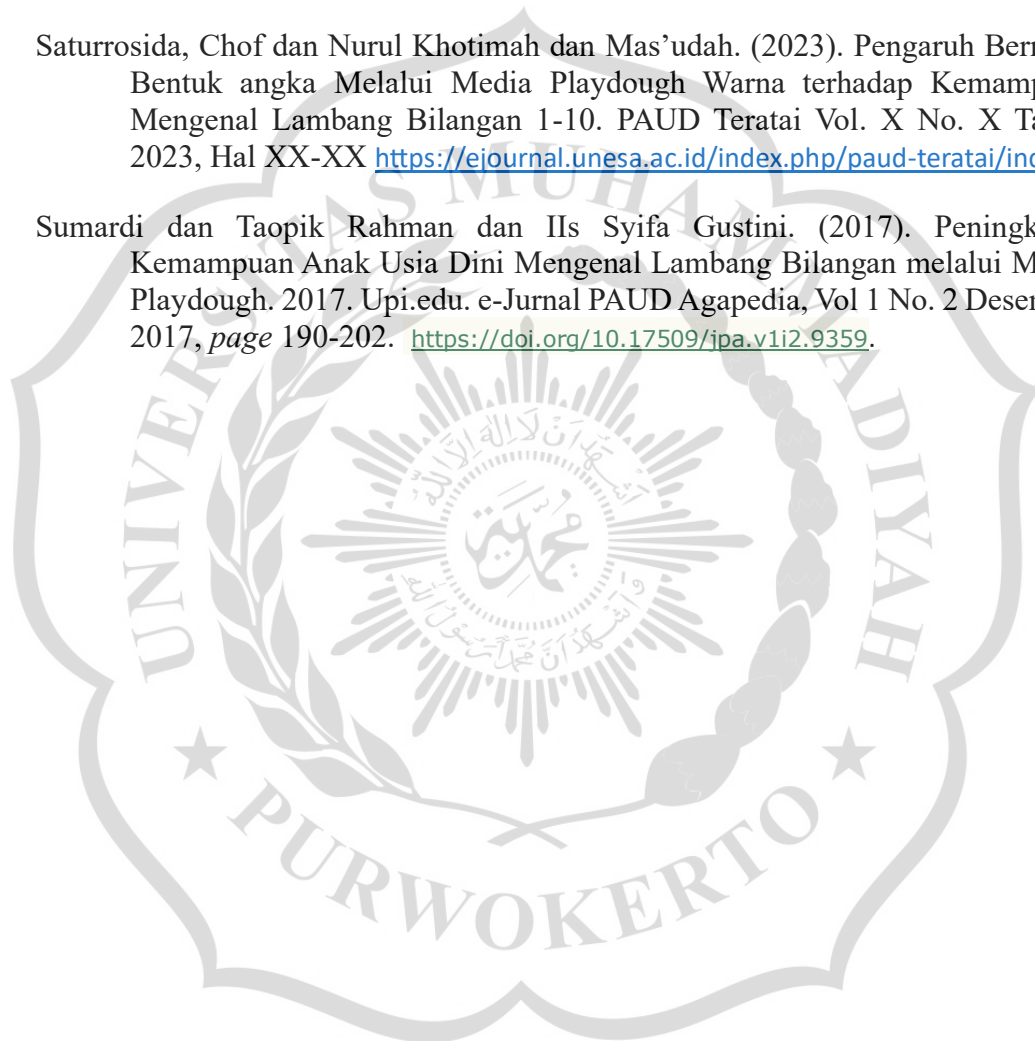 Saturrosida, Chof dan Nurul Khotimah dan Mas’udah. (2023). Pengaruh Berm
Bentuk angka Melalui Media Playdough Warna terhadap Kemamp
Mengenal Lambang Bilangan 1-10. PAUD Teratai Vol. X No. X Ta
2023, Hal XX-XX https://ejournal.unesa.ac.id/index.php/paud-teratai/ind
Sumardi dan Taopik Rahman dan IIs Syifa Gustini. (2017). Peningk
Kemampuan Anak Usia Dini Mengenal Lambang Bilangan melalui M
Playdough. 2017. Upi.edu. e-Jurnal PAUD Agapedia, Vol 1 No. 2 Desem
2017, page 190-202. https://doi.org/10.17509/jpa.v1i2.9359.
UNIVERSITAS MUHAMMADIYAH
PURWOKERTO